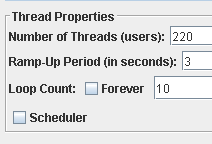 Thread Properties
Number of Threads (users): 220
Ramp-Up Period (in seconds): 3
Loop Count: Forever 10
Scheduler